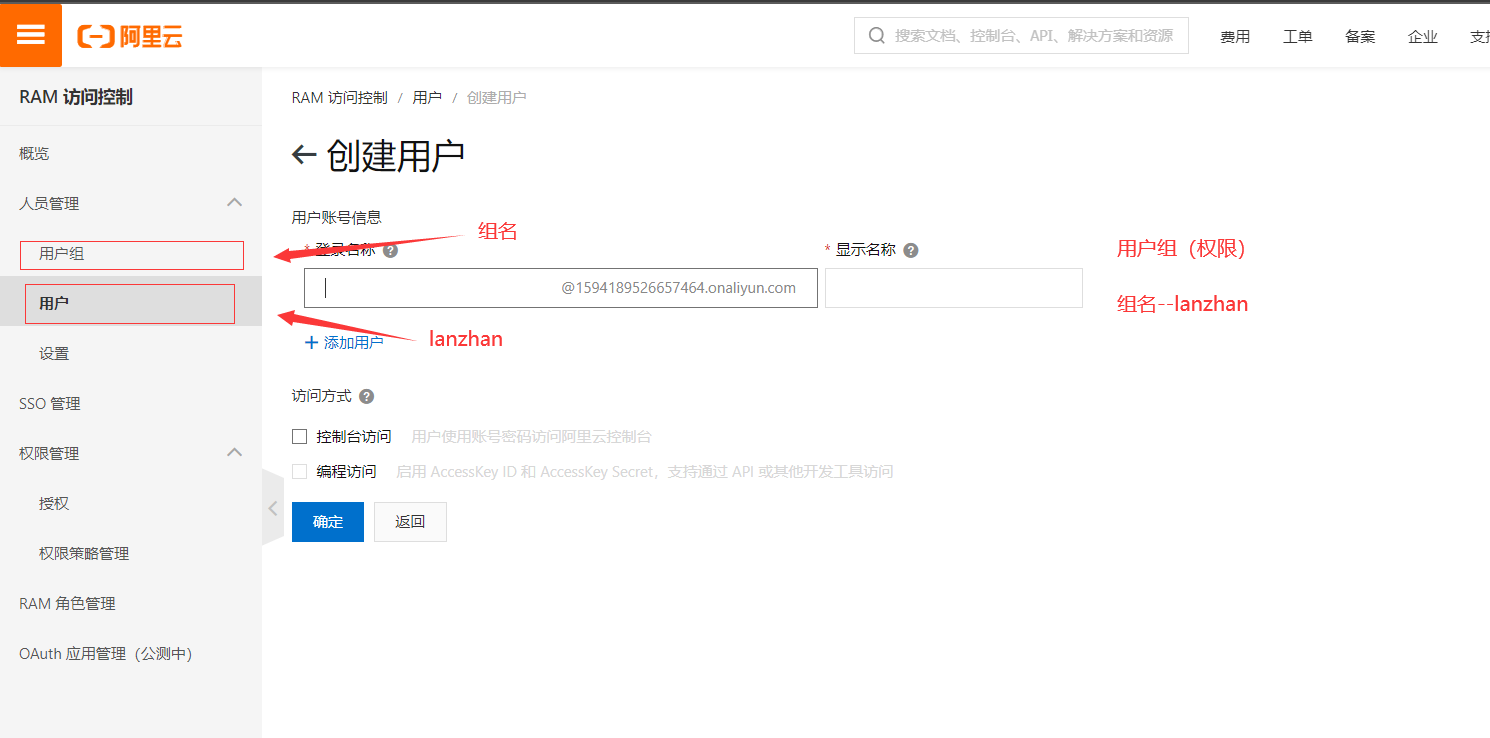 阿里云
搜索文档、控制台、API、解决方案和资源
费用 工单 备案 企业 支持
RAM 访问控制
概览
人员管理
用户组
用户
设置
SSO 管理
权限管理
授权
权限策略管理
RAM 角色管理
OAuth 应用管理（公测中）
RAM 访问控制 / 用户 / 创建用户
创建用户
用户账号信息
组名
* 登录名称
* 显示名称
@1594189526657464.onaliyun.com
+ 添加用户
lanzhan
用户组（权限）
组名--lanzhan
访问方式
控制台访问 用户使用账号密码访问阿里云控制台
编程访问 启用 AccessKey ID 和 AccessKey Secret，支持通过 API 或其他开发工具访问
确定 返回